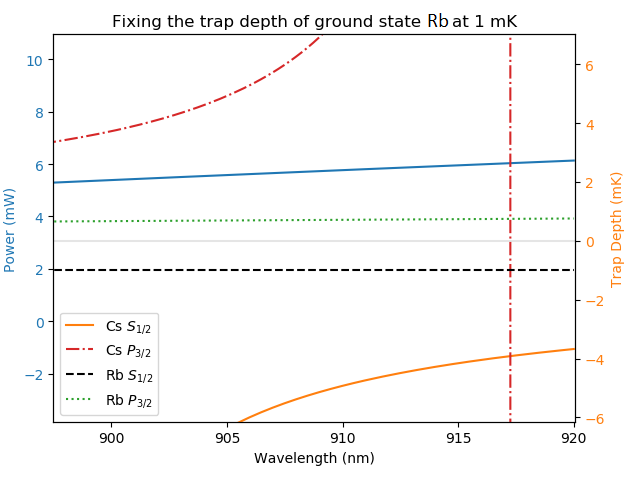 Fixing the trap depth of ground state Rb at 1 mK
10
8
6
4
2
0
−2
Power (mW)
6
4
2
0
−2
−4
−6
Trap Depth (mK)
Cs S1/2
Cs P3/2
Rb S1/2
Rb P3/2
900 905 910 915 920
Wavelength (nm)